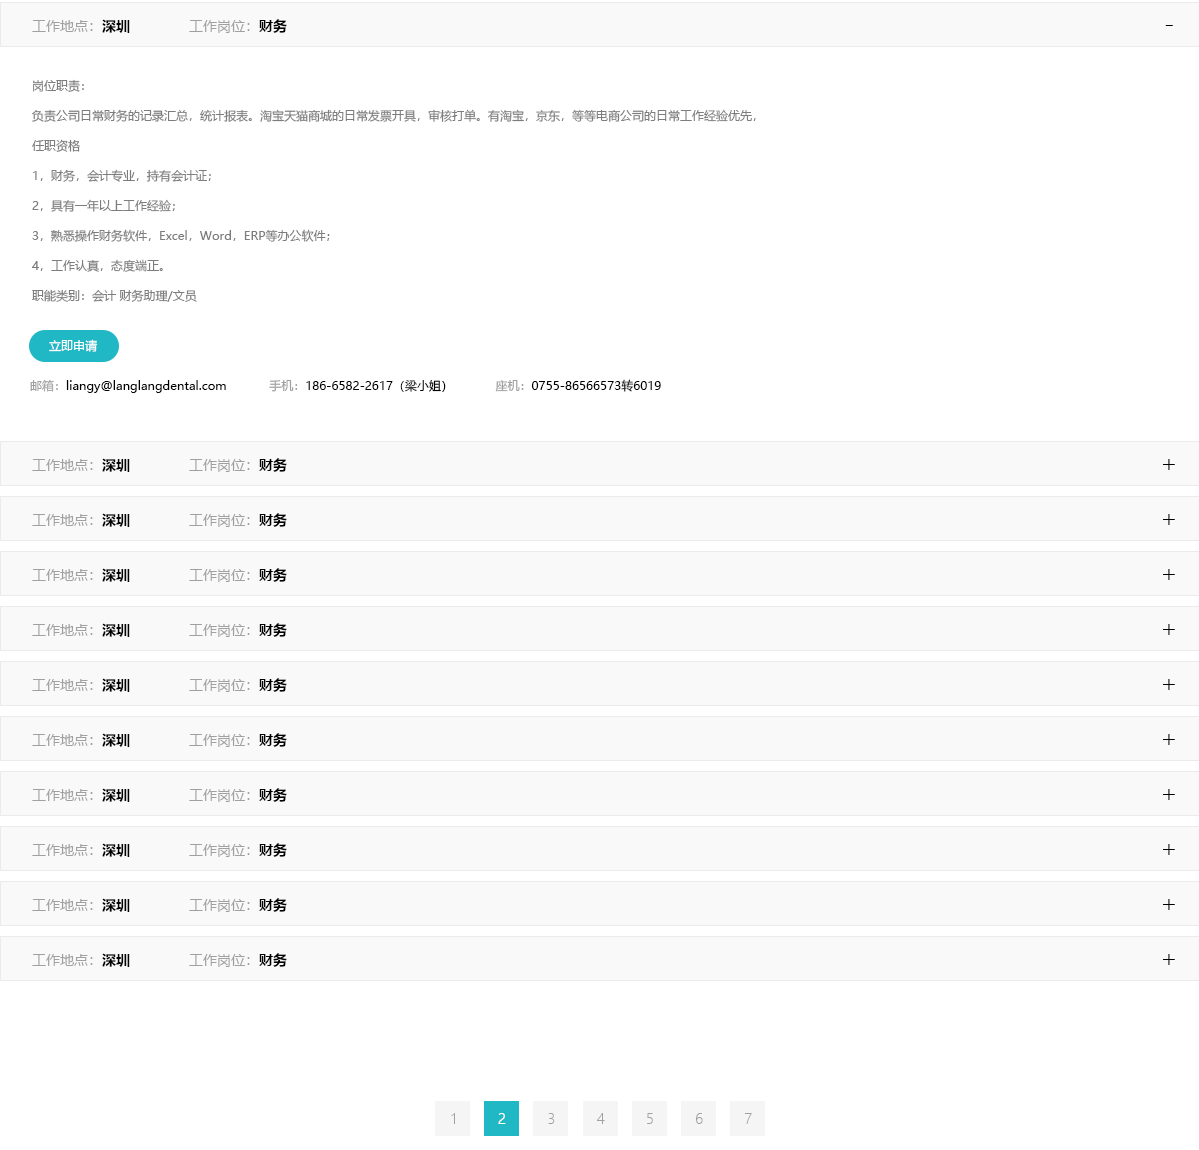 工作地点：深圳 工作岗位：财务 −
岗位职责：
负责公司日常财务的记录汇总，统计报表。淘宝天猫商城的日常发票开具，审核打单。有淘宝，京东，等等电商公司的日常工作经验优先，
任职资格
1，财务，会计专业，持有会计证；
2，具有一年以上工作经验；
3，熟悉操作财务软件，Excel，Word，ERP等办公软件；
4，工作认真，态度端正。
职能类别：会计 财务助理/文员
立即申请
邮箱：liangy@langlangdental.com 手机：186-6582-2617（梁小姐） 座机：0755-86566573转6019
工作地点：深圳 工作岗位：财务 +
工作地点：深圳 工作岗位：财务 +
工作地点：深圳 工作岗位：财务 +
工作地点：深圳 工作岗位：财务 +
工作地点：深圳 工作岗位：财务 +
工作地点：深圳 工作岗位：财务 +
工作地点：深圳 工作岗位：财务 +
工作地点：深圳 工作岗位：财务 +
工作地点：深圳 工作岗位：财务 +
工作地点：深圳 工作岗位：财务 +
1 2 3 4 5 6 7